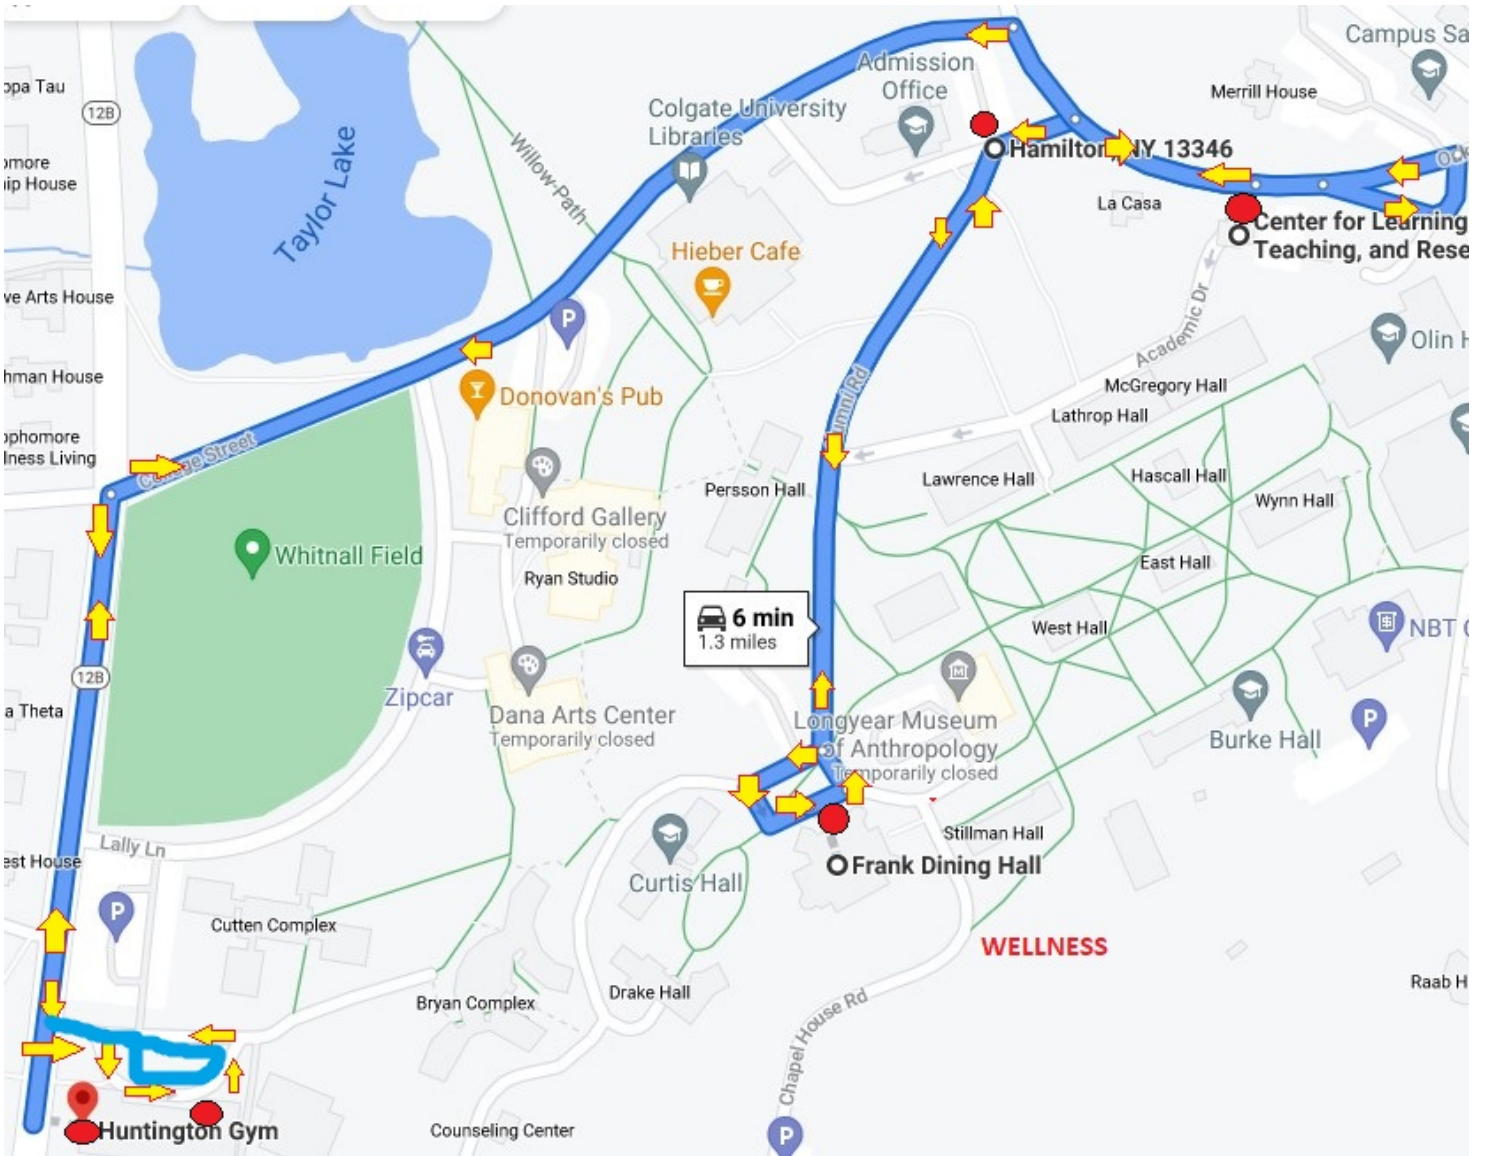 Campus Sa
Admission
Office
Merrill House
opa Tau
12B
Colgate University
Libraries
Hamilton, NY 13346
omore
ip House
Willow Path
Taylor Lake
La Casa
Center for Learning
Teaching, and Rese
Hieber Cafe
ve Arts House
P
Academic Dr
Olin H
hman House
McGregory Hall
Donovan's Pub
Lathrop Hall
umni Rd
ophomore
lness Living
College Street
Persson Hall
Lawrence Hall
Hascall Hall
Wynn Hall
Clifford Gallery
Temporarily closed
Whitnall Field
Ryan Studio
East Hall
6 min
1.3 miles
West Hall
NBT
12B
Zipcar
a Theta
Dana Arts Center
Temporarily closed
Longyear Museum
of Anthropology
Temporarily closed
Burke Hall
P
Lally Ln
Stillman Hall
est House
Frank Dining Hall
Curtis Hall
P
Cutten Complex
WELLNESS
Bryan Complex
Drake Hall
Raab H
Chapel House Rd
Huntington Gym
Counseling Center
P